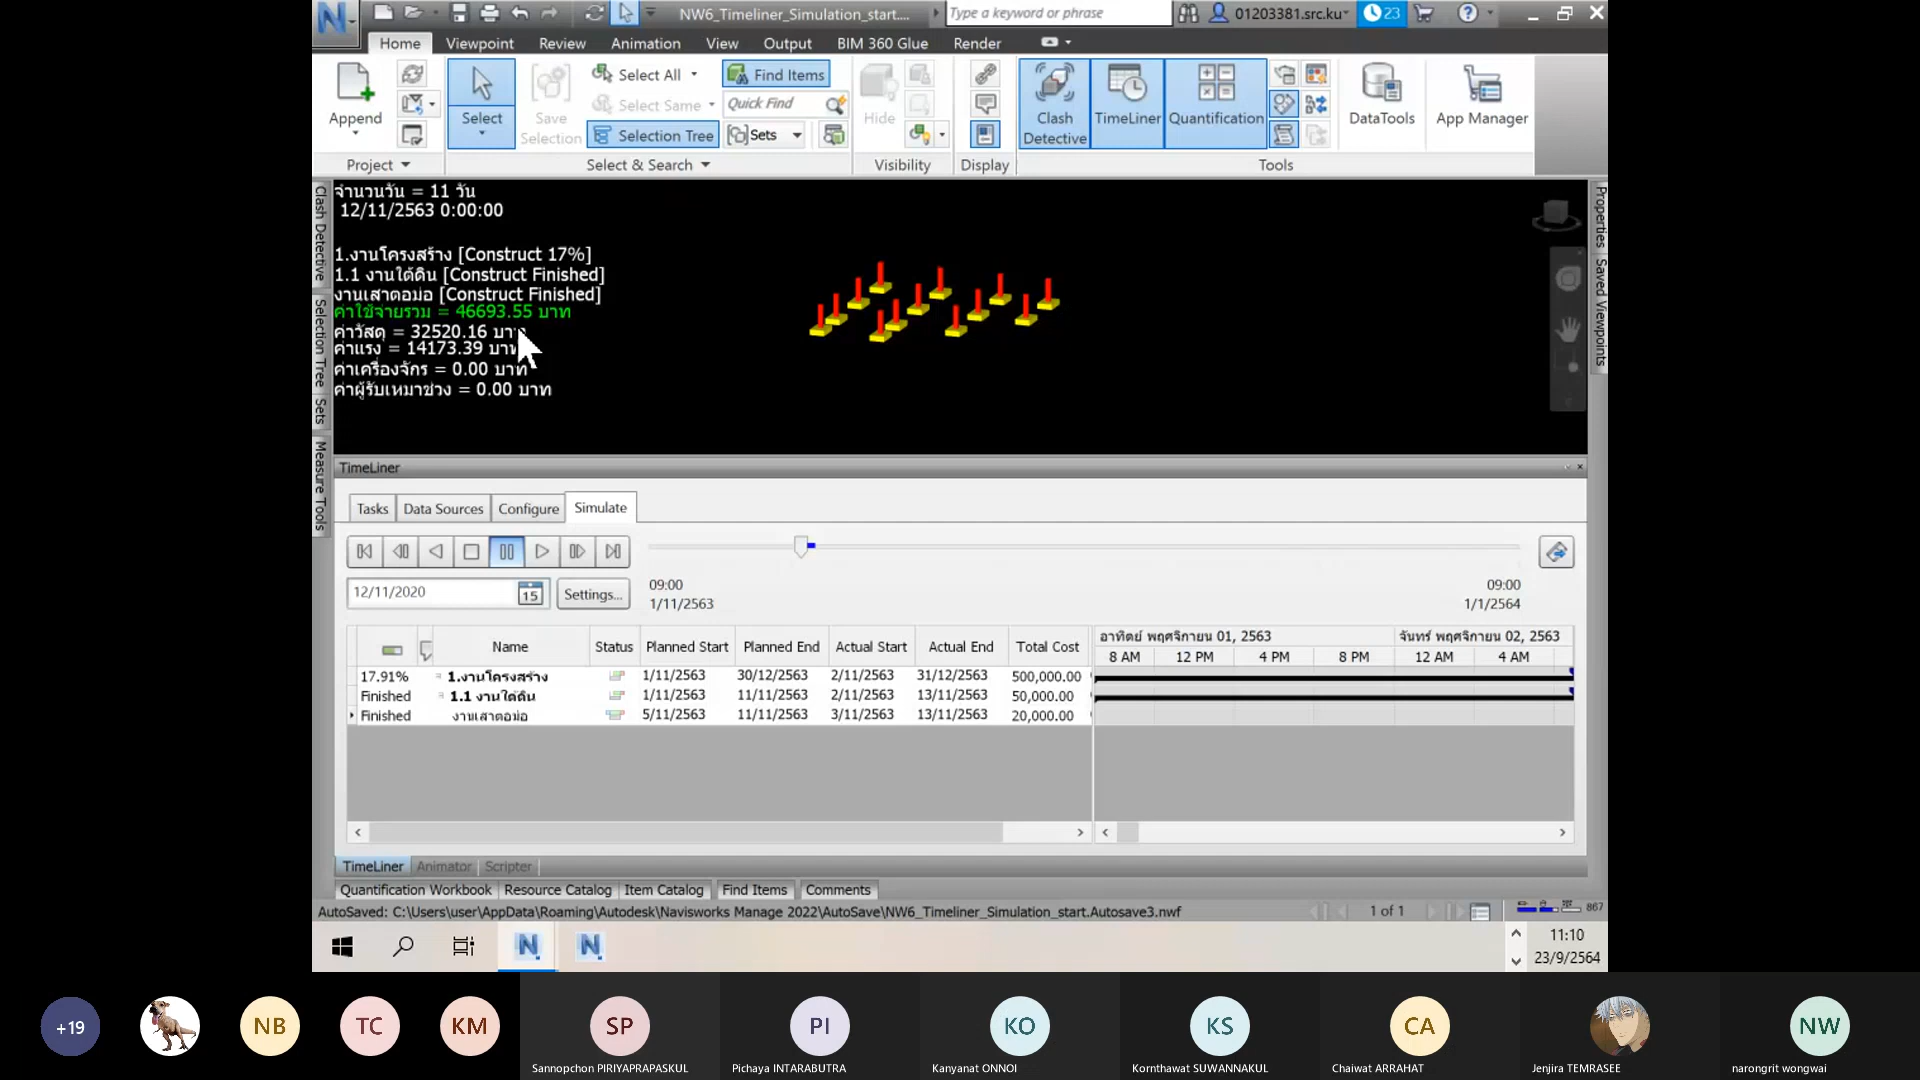 NW6_Timeliner_Simulation_start....
Type a keyword or phrase
01203381.src.ku
23
Home
Viewpoint
Review
Animation
View
Output
BIM 360 Glue
Render
Append
Select
Save
Selection
Select All
Select Same
Selection Tree
Find Items
Quick Find
Sets
Hide
Clash
Detective
TimeLiner
Quantification
DataTools
App Manager
Project
Select & Search
Visibility
Display
Tools
Clash Detective
Selection Tree
Sets
Measure Tools
Properties
Saved Viewpoints
จำนวนวัน = 11 วัน
12/11/2563 0:00:00
1.งานโครงสร้าง [Construct 17%]
1.1 งานใต้ดิน [Construct Finished]
งานเสาตอม่อ [Construct Finished]
ค่าใช้จ่ายรวม = 46693.55 บาท
ค่าวัสดุ = 32520.16 บาท
ค่าแรง = 14173.39 บาท
ค่าเครื่องจักร = 0.00 บาท
ค่าผู้รับเหมาช่วง = 0.00 บาท
TimeLiner
Tasks
Data Sources
Configure
Simulate
12/11/2020
15
Settings...
09:00
1/11/2563
09:00
1/1/2564
Name
Status
Planned Start
Planned End
Actual Start
Actual End
Total Cost
อาทิตย์ พฤศจิกายน 01, 2563
จันทร์ พฤศจิกายน 02, 2563
8 AM
12 PM
4 PM
8 PM
12 AM
4 AM
17.91% 1.งานโครงสร้าง 1/11/2563 30/12/2563 2/11/2563 31/12/2563 500,000.00
Finished 1.1 งานใต้ดิน 1/11/2563 11/11/2563 2/11/2563 13/11/2563 50,000.00
Finished งานเสาตอม่อ 5/11/2563 11/11/2563 3/11/2563 13/11/2563 20,000.00
TimeLiner
Animator
Scripter
Quantification Workbook
Resource Catalog
Item Catalog
Find Items
Comments
AutoSaved: C:\Users\user\AppData\Roaming\Autodesk\Navisworks Manage 2022\AutoSave\NW6_Timeliner_Simulation_start.Autosave3.nwf
1 of 1
867
11:10
23/9/2564
+19
NB
TC
KM
SP
PI
KO
KS
CA
NW
Sannopchon PIRIYAPRAPASKUL
Pichaya INTARABUTRA
Kanyanat ONNOI
Kornthawat SUWANNAKUL
Chaiwat ARRAHAT
Jenjira TEMRASEE
narongrit wongwai